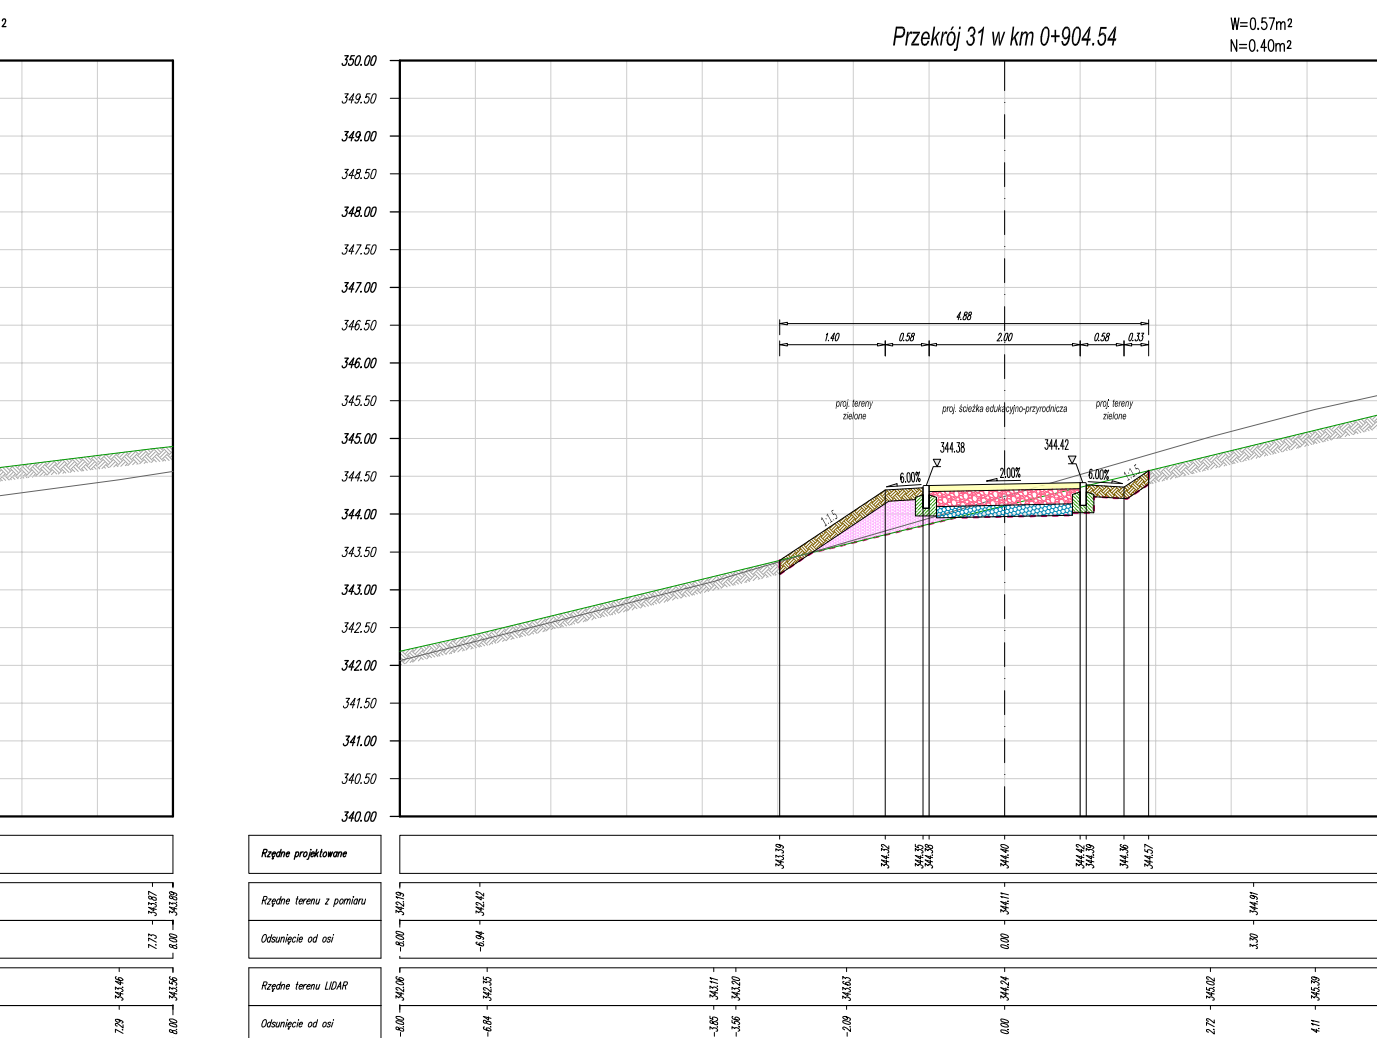 2
Przekrój 31 w km 0+904.54
W=0.57m²
N=0.40m²
350.00
349.50
349.00
348.50
348.00
347.50
347.00
346.50
346.00
345.50
345.00
344.50
344.00
343.50
343.00
342.50
342.00
341.50
341.00
340.50
340.00
4.88
1.40 0.58 2.00 0.58 0.33
proj. tereny
zielone
proj. ścieżka edukacyjno-przyrodnicza
proj. tereny
zielone
344.38 344.42
6.00% 2.00% 6.00%
1:1.5 1:1.5
Rzędne projektowane 343.39 344.32 344.35 344.38 344.40 344.42 344.39 344.36 344.57
343.87 343.89
Rzędne terenu z pomiaru 342.19 342.42 344.11 344.91
7.73 8.00
Odsunięcie od osi -8.00 -6.94 0.00 3.30
343.46 343.56
Rzędne terenu LIDAR 342.06 342.35 343.11 343.20 343.63 344.24 345.02 345.39
7.29 8.00
Odsunięcie od osi -8.00 -6.84 -3.85 -3.56 -2.09 0.00 2.72 4.11